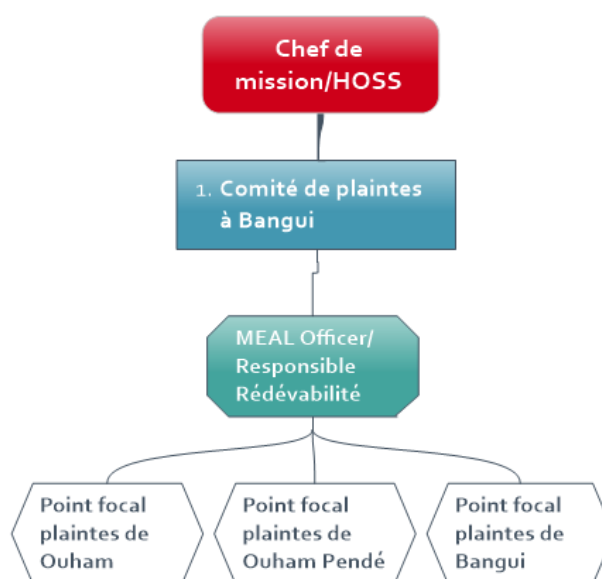 Chef de
mission/HOSS
1. Comité de plaintes
à Bangui
MEAL Officer/
Responsible
Rédévabilité
Point focal
plaintes de
Ouham
Point focal
plaintes de
Ouham Pendé
Point focal
plaintes de
Bangui